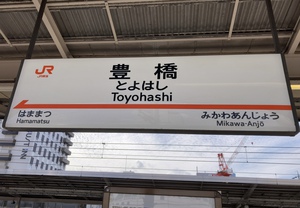 JR
豊橋
とよはし
Toyohashi
はままつ
Hamamatsu
みかわあんじょう
Mikawa-Anjō